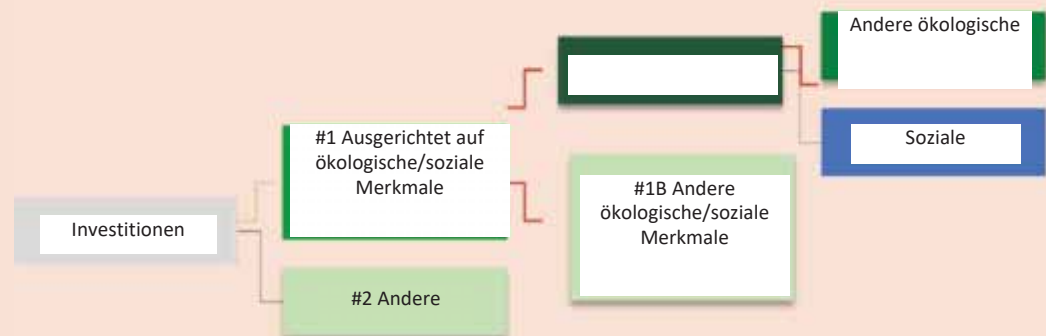 Investitionen
#1 Ausgerichtet auf
ökologische/soziale
Merkmale
#2 Andere
#1B Andere
ökologische/soziale
Merkmale
Andere ökologische
Soziale